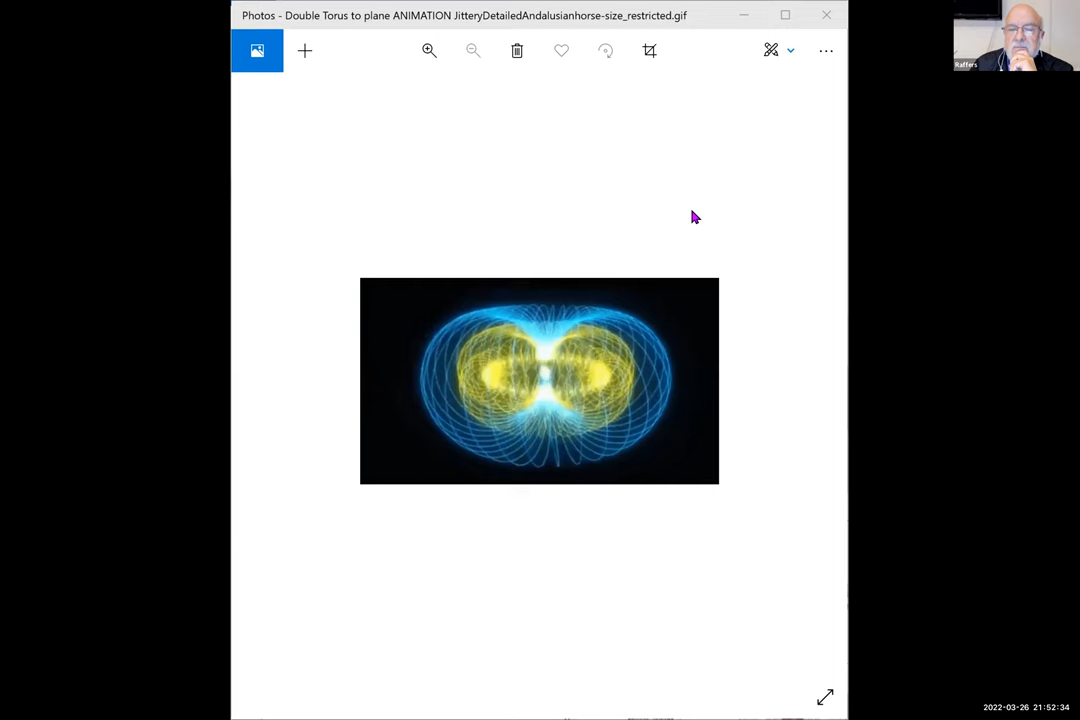 Photos - Double Torus to plane ANIMATION JitteryDetailedAndalusianhorse-size_restricted.gif
Raffers
2022-03-26 21:52:34